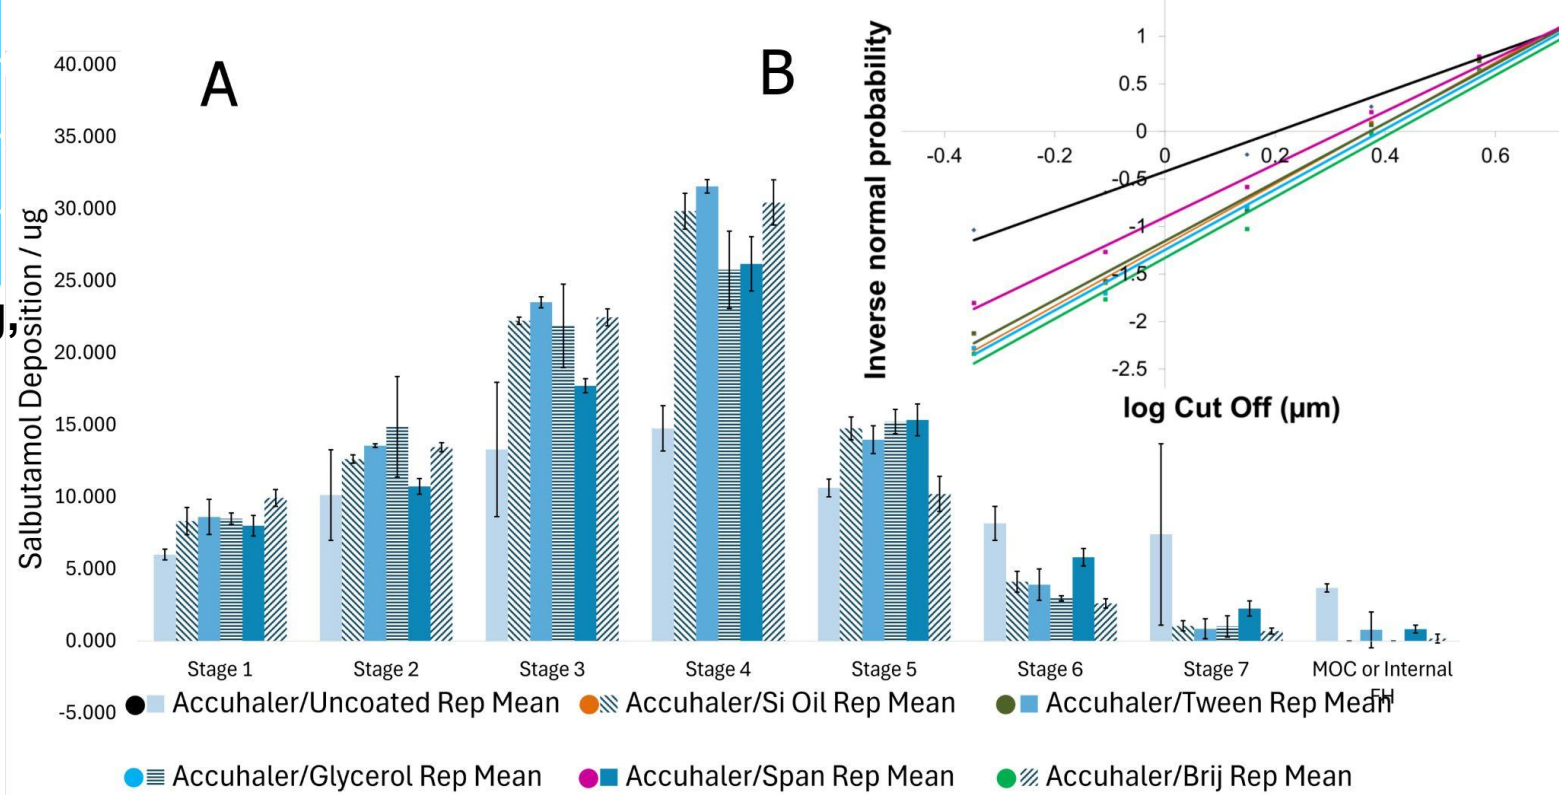 A
B
Salbutamol Deposition / ug
40.000
35.000
30.000
25.000
20.000
15.000
10.000
5.000
0.000
-5.000
Inverse normal probability
1
0.5
0
-0.5
-1
-1.5
-2
-2.5
-0.4 -0.2 0 0.2 0.4 0.6
log Cut Off (µm)
Stage 1 Stage 2 Stage 3 Stage 4 Stage 5 Stage 6 Stage 7 MOC or Internal
FH
Accuhaler/Uncoated Rep Mean Accuhaler/Si Oil Rep Mean Accuhaler/Tween Rep Mean
Accuhaler/Glycerol Rep Mean Accuhaler/Span Rep Mean Accuhaler/Brij Rep Mean